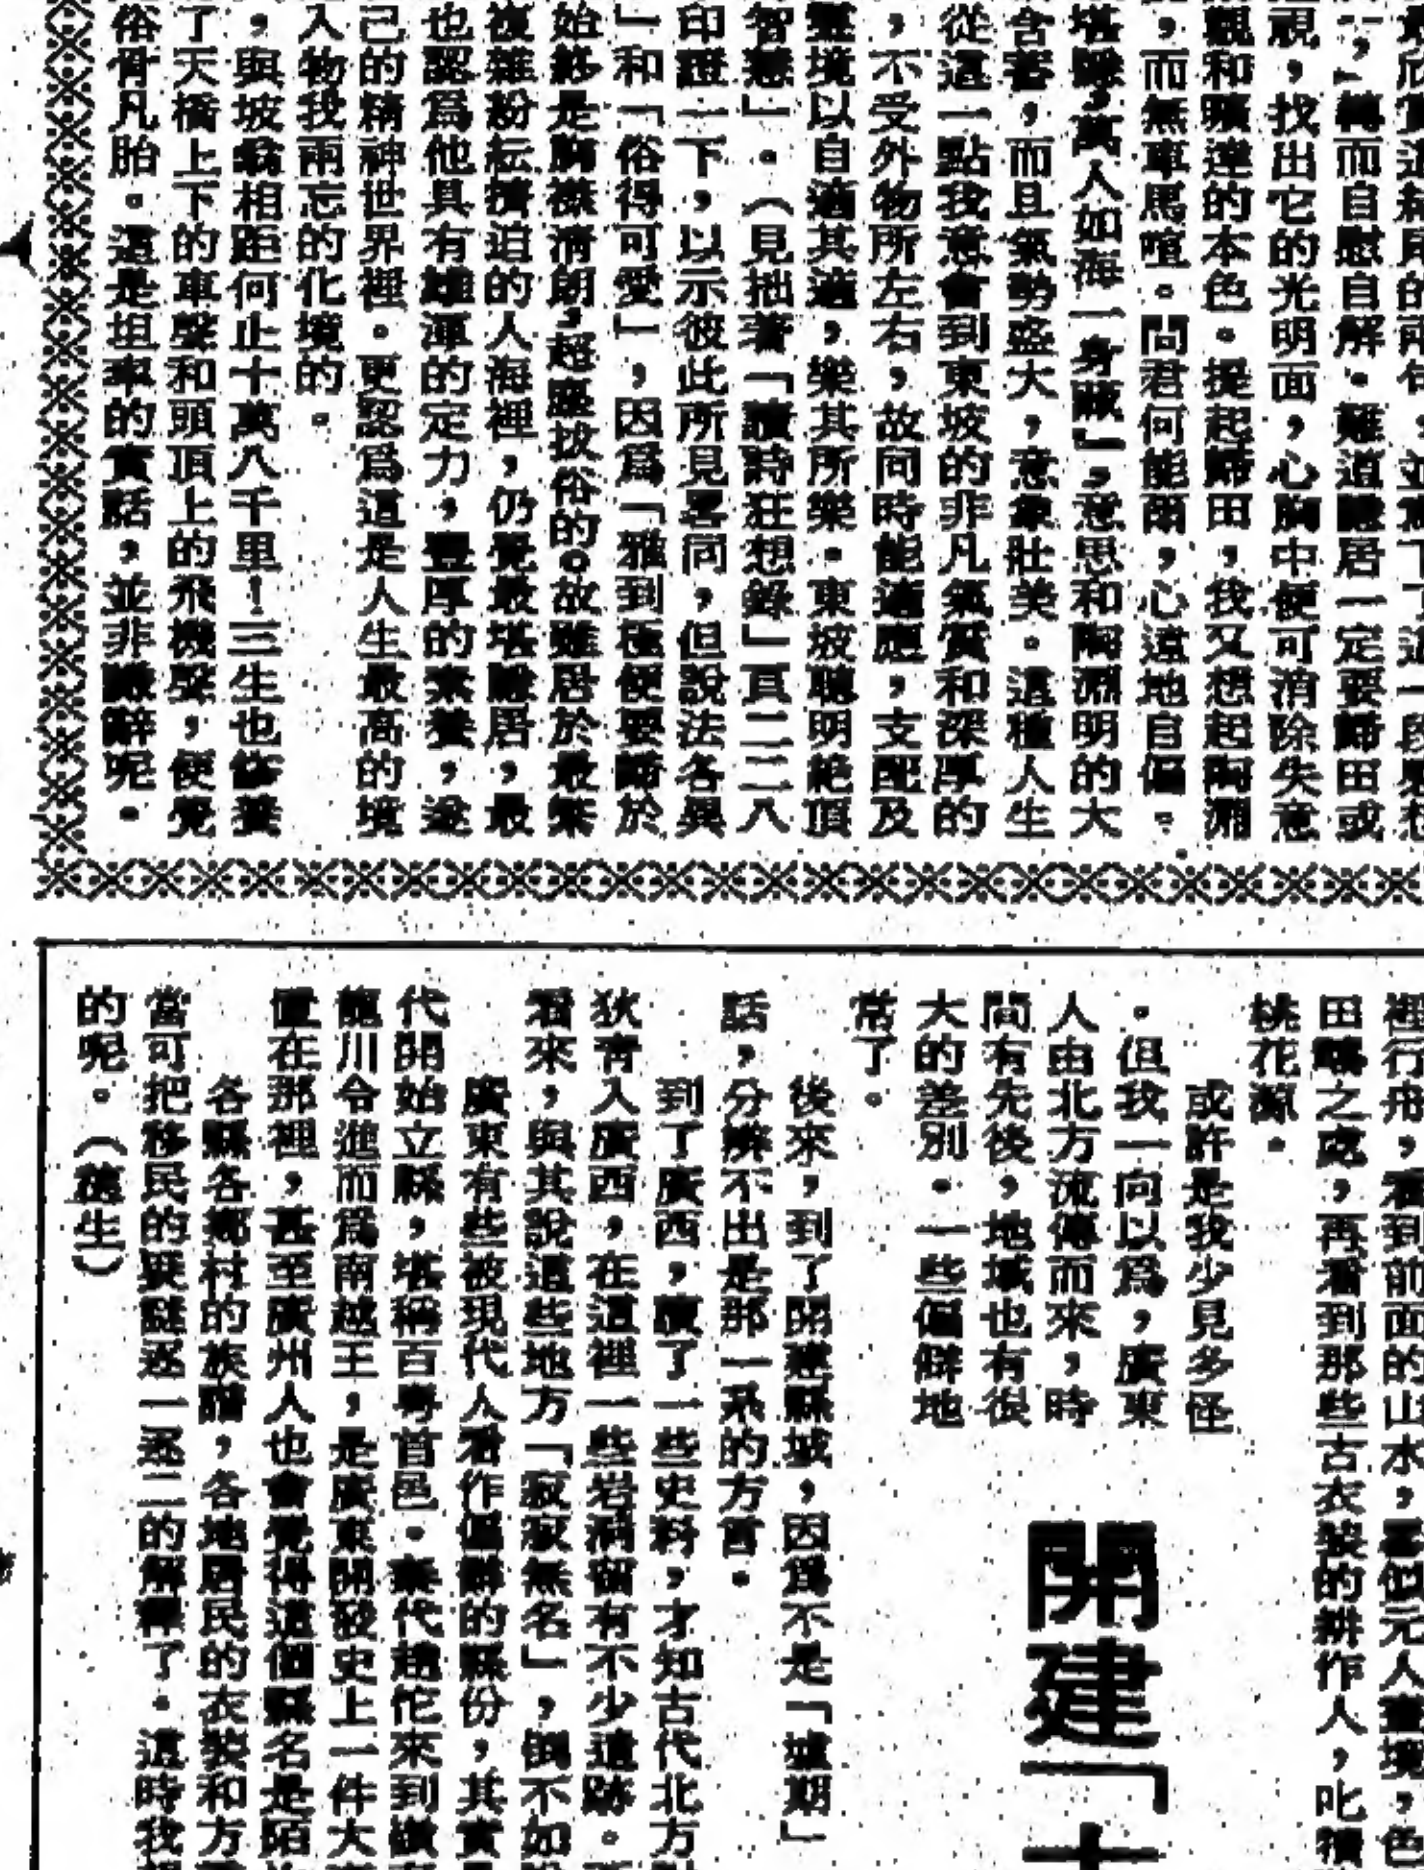 這種尾的兩句
轉而自慰自解。難道隱居一定要歸田或
視，找出它的光明面，心胸中便可消除失意
觀和曠達的本色。提起歸田，我又想起陶淵
，而無車馬喧。問君何能爾，心遠地自偏。
萬人如海一身藏」，意思和陶淵明的大
含蓄，而且氣勢盛大，意象壯美。這種人生
從這一點我意會到東坡的非凡氣質和深厚的
，不受外物所左右，故同時能適應，支配及
靈境以自適其適，樂其所樂。東坡聰明絕頂
智慧」。（見拙著「讀詩狂想錄」頁二二八
印證一下，以示彼此所見畧同，但說法各異
」和「俗得可愛」，因爲「雅到極便要歸於
始終是胸襟清朗，超塵拔俗的。故雖居於最繁
複雜紛紜擠迫的人海裡，仍覺最堪隱居，最
也認爲他具有雄渾的定力，豐厚的素養，遂
己的精神世界裡。更認爲這是人生最高的境
入物我兩忘的化境的。
，與坡翁相距何止十萬八千里！三生也修養
了天橋上下的車聲和頭頂上的飛機聲，便覺
俗骨凡胎。還是坦率的實話，並非謙辭呢。
裡行舟，看到前面的山水，畧似元人畫境，色
田疇之處，再看到那些古衣裝的耕作人，叱犢
桃花源。
或許是我少見多怪
。但我一向以爲，廣東
人由北方流傳而來，時
間有先後，地域也有很
大的差別。一些偏僻地
常了。
開建「
後來，到了開建縣城，因爲不是「墟期」
話，分辨不出是那一系的方言。
到了廣西，讀了一些史料，才知古代北方
狄青入廣西，在這裡一些岩洞留有不少遺跡。
看來，與其說這些地方「寂寂無名」，倒不如
廣東有些被現代人看作偏僻的縣份，其實
代開始立縣，堪稱百粵首邑。秦代趙佗來到
龍川令進而爲南越王，是廣東開發史上一件大
置在那裡，甚至廣州人也會覺得這個縣名是陌
各縣各鄉村的族譜，各地居民的衣裝和方
當可把移民的疑謎逐一逐二的解釋了。這時我
的呢。（穗生）